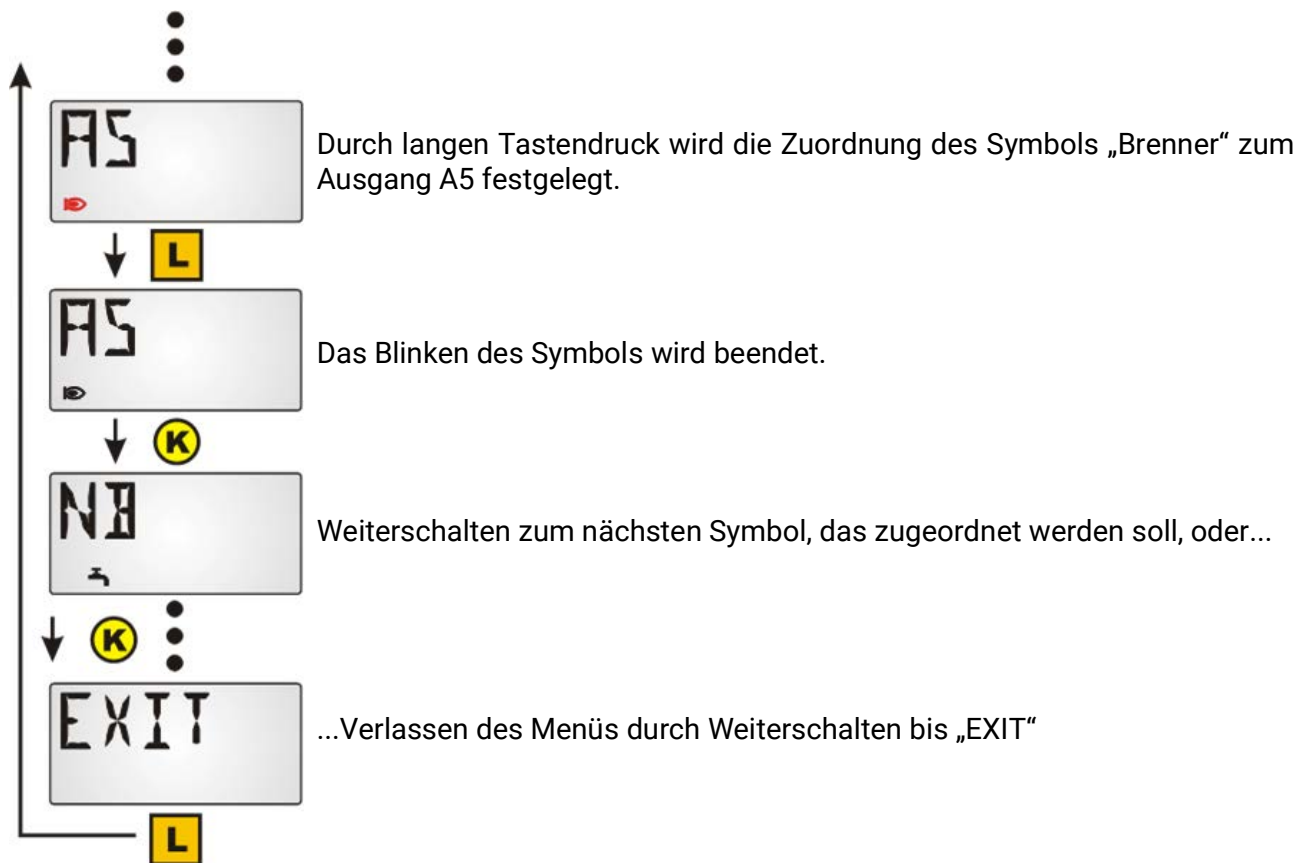 A5
Durch langen Tastendruck wird die Zuordnung des Symbols „Brenner“ zum
Ausgang A5 festgelegt.
L
A5
Das Blinken des Symbols wird beendet.
K
NB
Weiterschalten zum nächsten Symbol, das zugeordnet werden soll, oder...
K
EXIT
...Verlassen des Menüs durch Weiterschalten bis „EXIT“
L